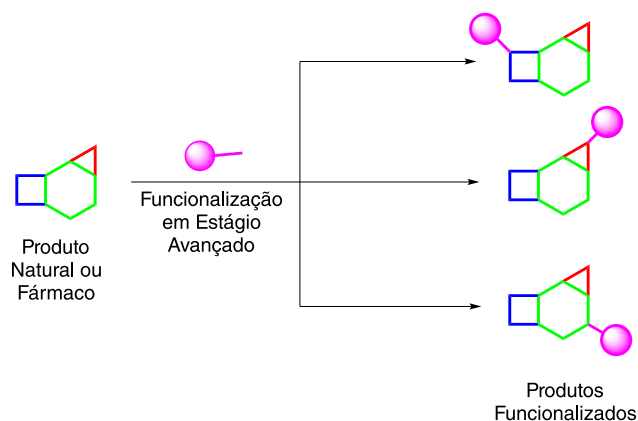 Funcionalização
em Estágio
Avançado
Produto
Natural ou
Fármaco
Produtos
Funcionalizados